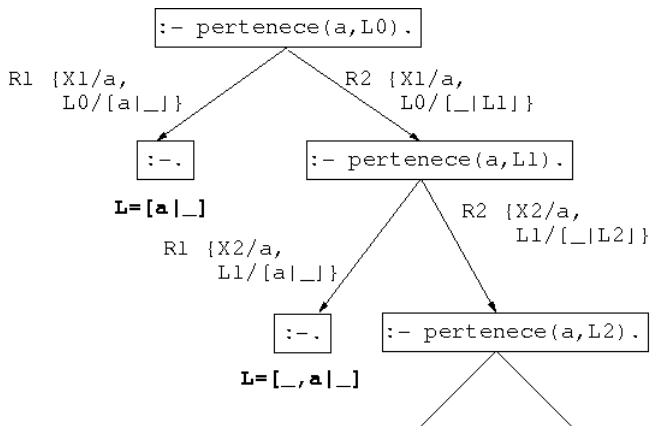 :- pertenece(a,L0).
R1 {X1/a,
L0/[a|_]}
R2 {X1/a,
L0/[_|L1]}
:-.
L=[a|_]
:- pertenece(a,L1).
R1 {X2/a,
L1/[a|_]}
R2 {X2/a,
L1/[_|L2]}
:-.
L=[_,a|_]
:- pertenece(a,L2).